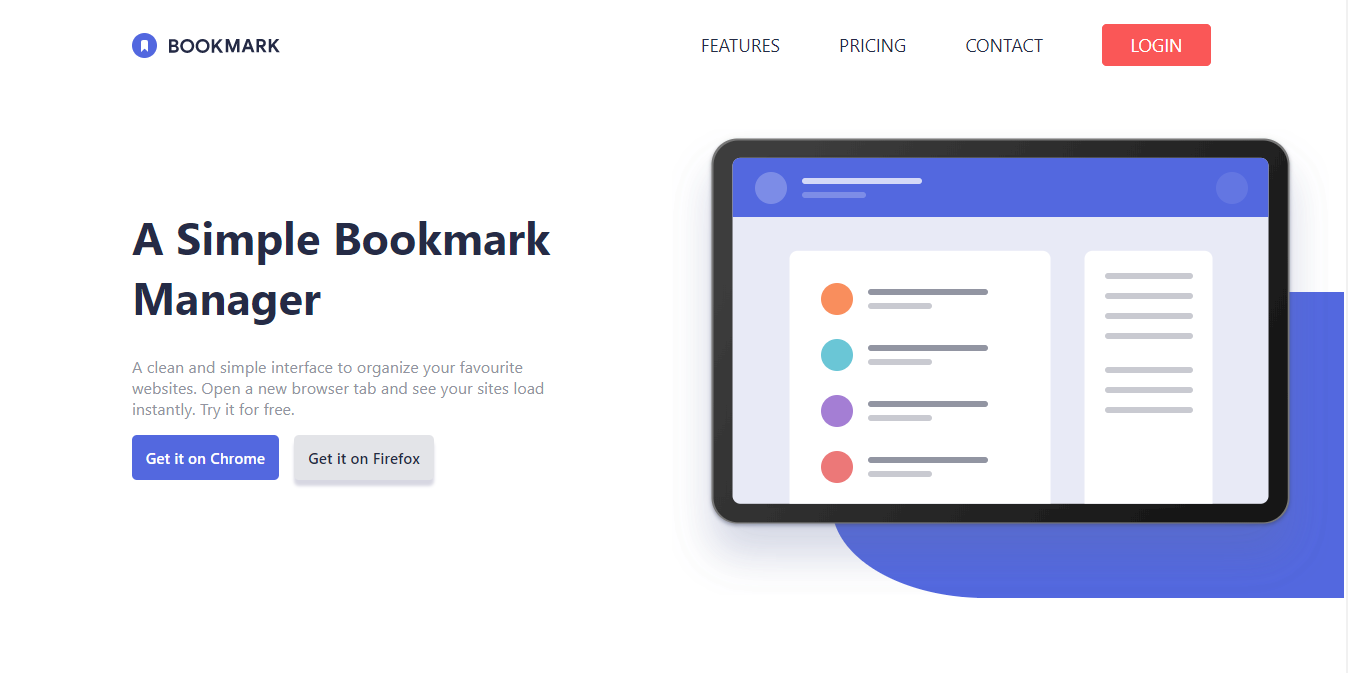 BOOKMARK
FEATURES
PRICING
CONTACT
LOGIN
A Simple Bookmark
Manager
A clean and simple interface to organize your favourite
websites. Open a new browser tab and see your sites load
instantly. Try it for free.
Get it on Chrome
Get it on Firefox